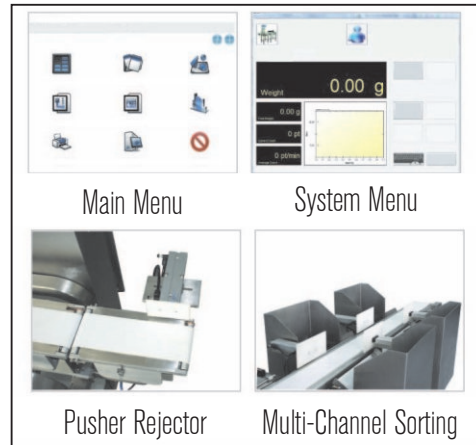 Main Menu
System Menu
Weight
0.00 g
0.00 g
0 pt
0 pt/min
Pusher Rejector
Multi-Channel Sorting